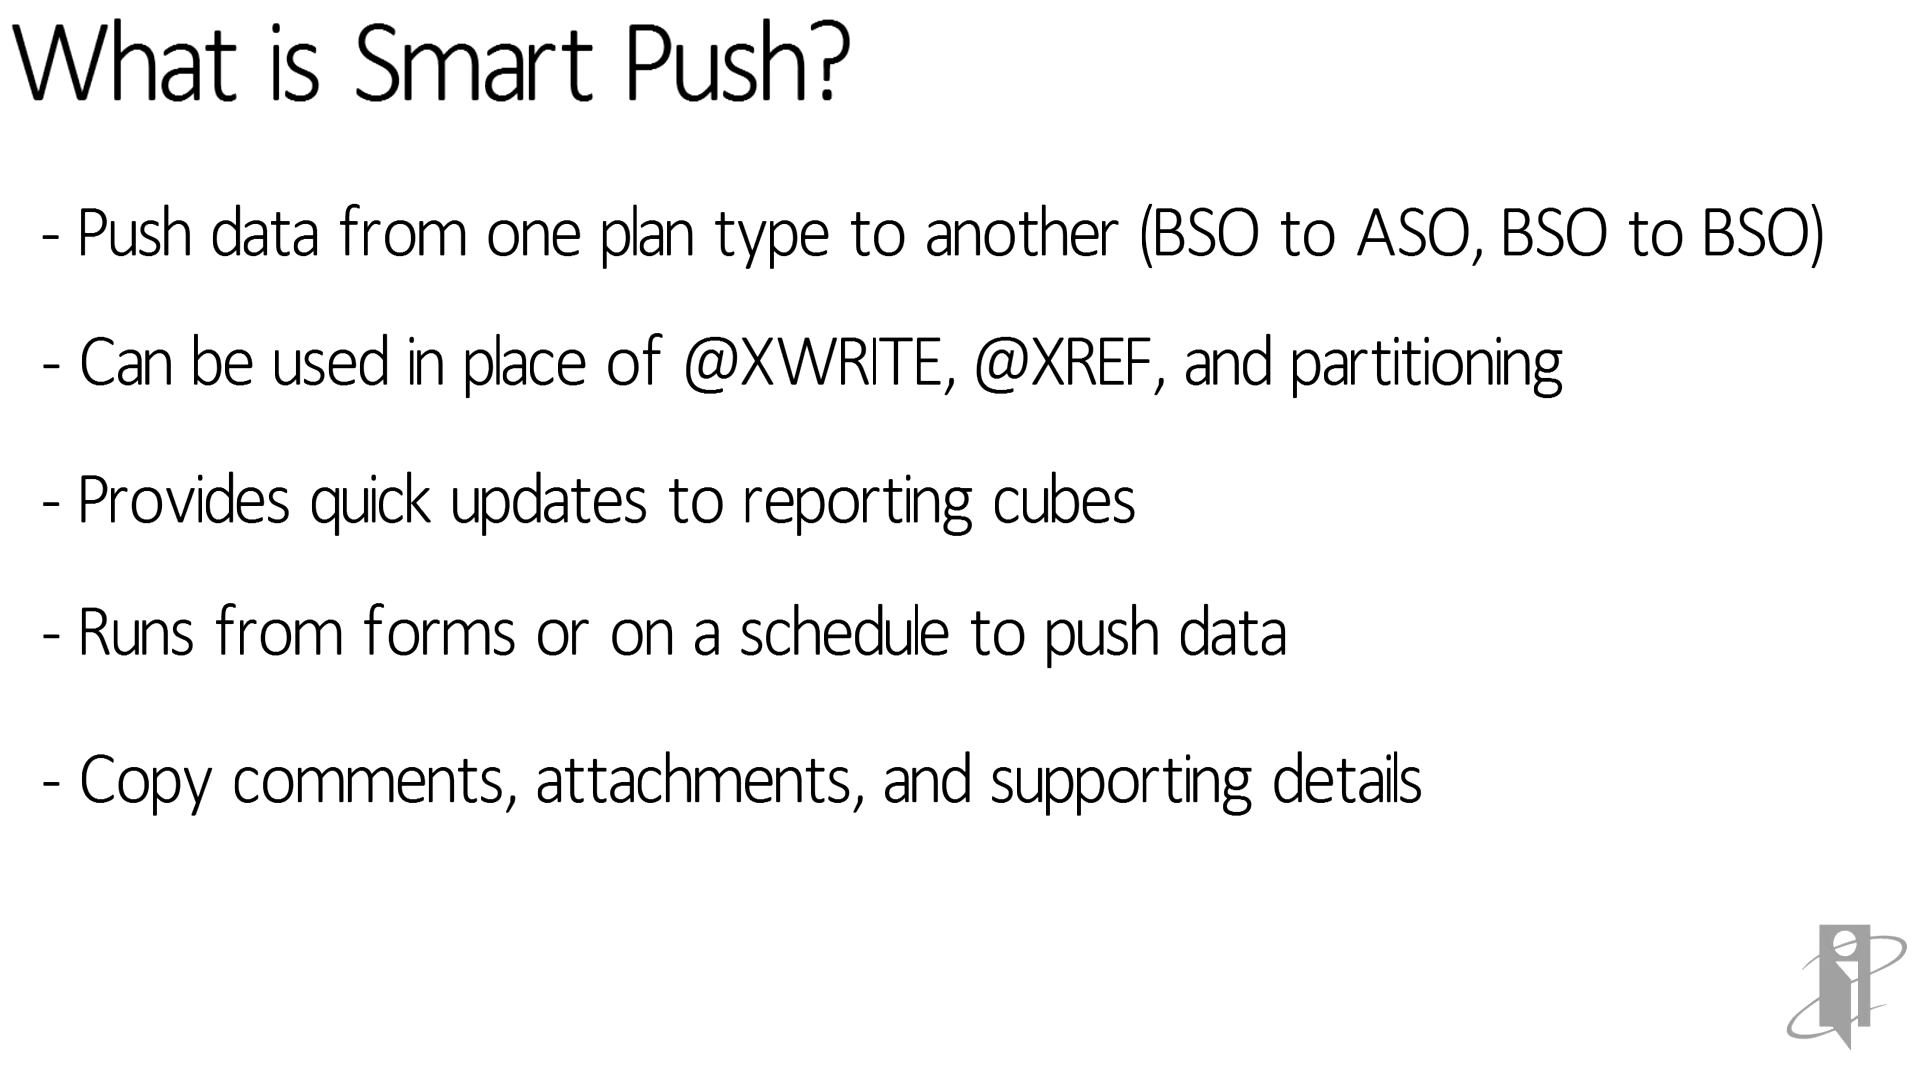 What is Smart Push?
- Push data from one plan type to another (BSO to ASO, BSO to BSO)
- Can be used in place of @XWRITE, @XREF, and partitioning
- Provides quick updates to reporting cubes
- Runs from forms or on a schedule to push data
- Copy comments, attachments, and supporting details